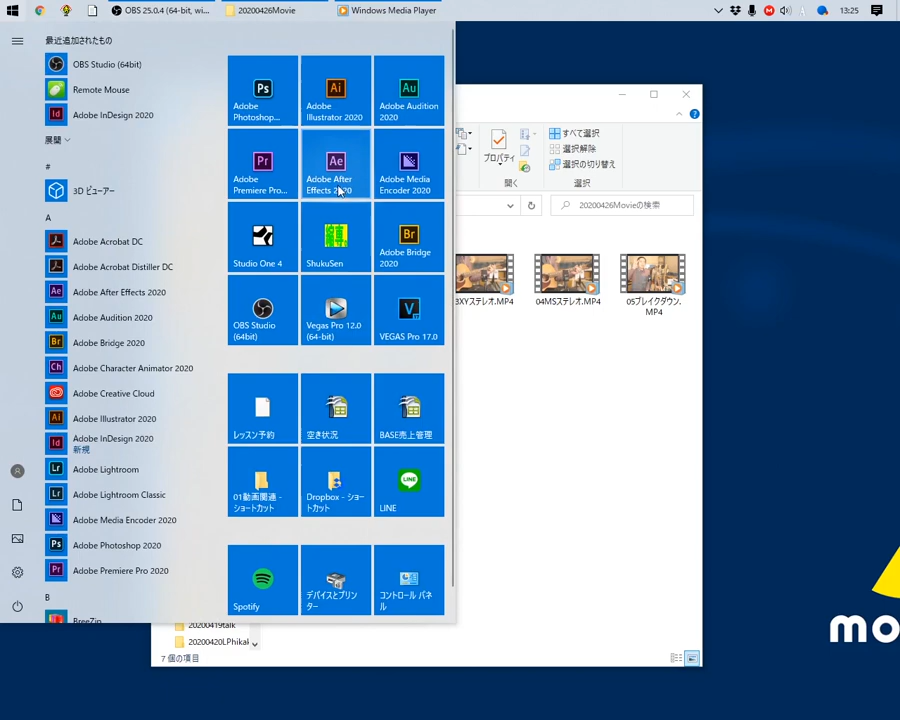 OBS 25.0.4 (64-bit, wi...
20200426Movie
Windows Media Player
13:25
最近追加されたもの
OBS Studio (64bit)
Remote Mouse
Adobe InDesign 2020
展開
#
3D ビューアー
A
Adobe Acrobat DC
Adobe Acrobat Distiller DC
Adobe After Effects 2020
Adobe Audition 2020
Adobe Bridge 2020
Adobe Character Animator 2020
Adobe Creative Cloud
Adobe Illustrator 2020
Adobe InDesign 2020
新規
Adobe Lightroom
Adobe Lightroom Classic
Adobe Media Encoder 2020
Adobe Photoshop 2020
Adobe Premiere Pro 2020
B
BreeZip
Ps
Adobe
Photoshop...
Ai
Adobe
Illustrator 2020
Au
Adobe Audition
2020
Pr
Adobe
Premiere Pro...
Ae
Adobe After
Effects 2020
Adobe Media
Encoder 2020
Studio One 4
ShukuSen
Br
Adobe Bridge
2020
OBS Studio
(64bit)
Vegas Pro 12.0
(64-bit)
VEGAS Pro 17.0
レッスン予約
空き状況
BASE売上管理
01動画関連 -
ショートカット
Dropbox - ショ
ートカット
LINE
LINE
Spotify
デバイスとプリン
ター
コントロール パネ
ル
プロパティ
開く
すべて選択
選択解除
選択の切り替え
選択
20200426Movieの検索
3XYステレオ.MP4
04MSステレオ.MP4
05ブレイクダウン.
MP4
20200419talk
20200420LPhikak
7 個の項目
mo